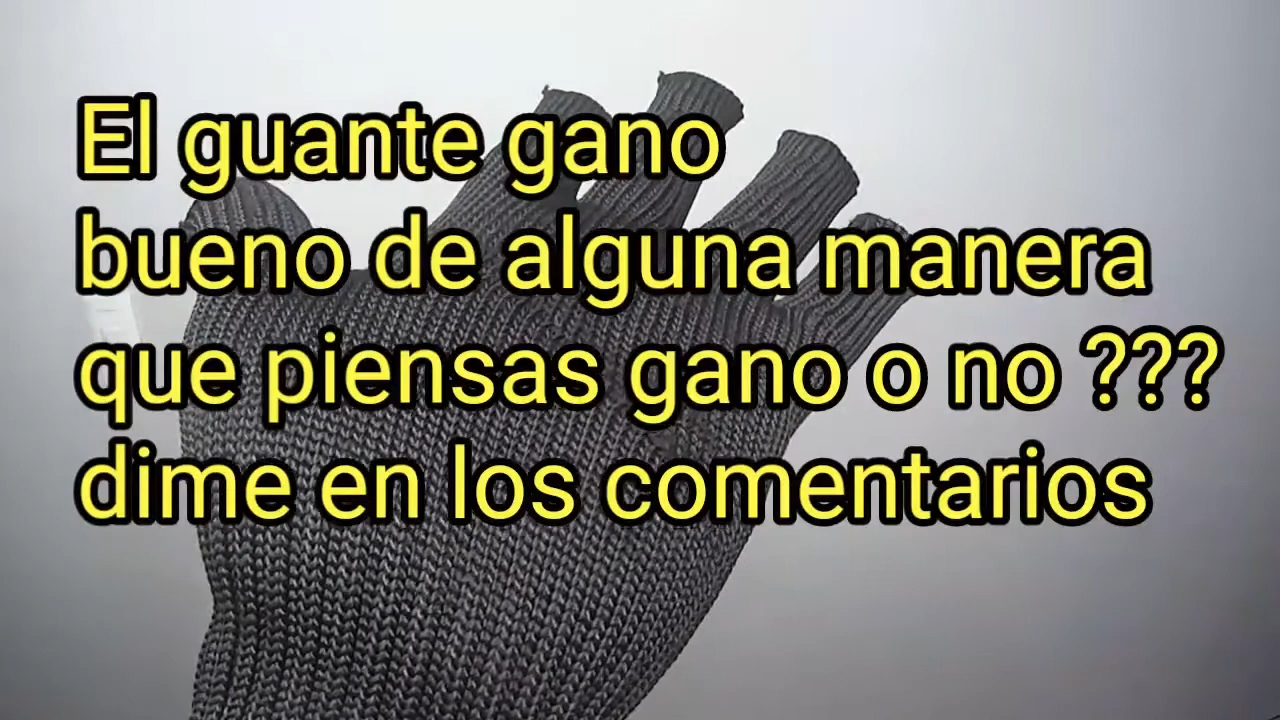 El guante gano
bueno de alguna manera
que piensas gano o no ???
dime en los comentarios